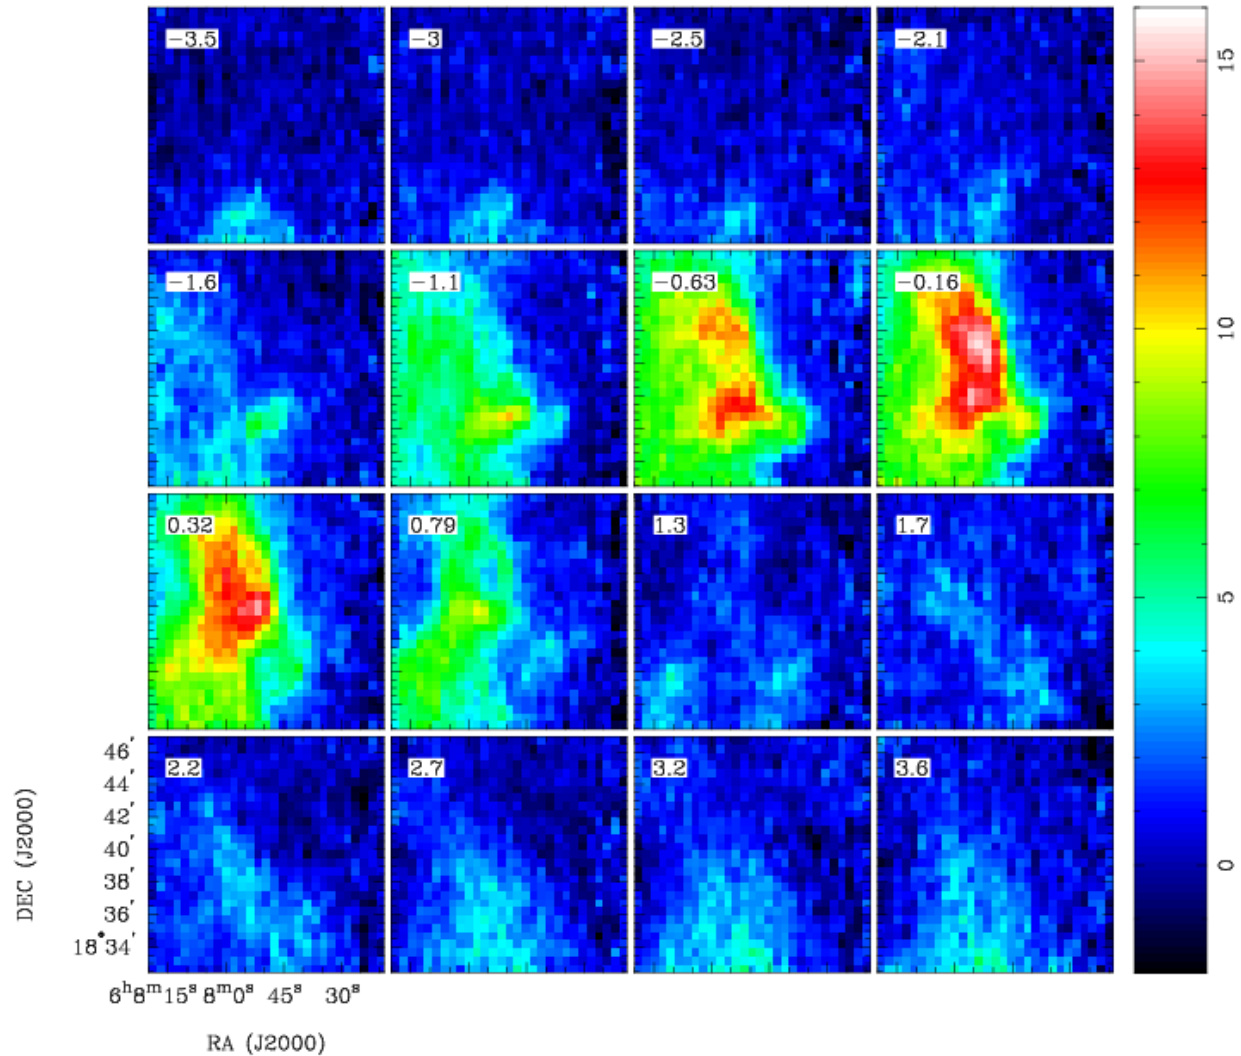 −3.5 −3 −2.5 −2.1
15
−1.6 −1.1 −0.63 −0.16
10
0.32 0.79 1.3 1.7
5
2.2 2.7 3.2 3.6
0
46′
44′
42′
40′
38′
36′
18°34′
DEC (J2000)
6ʰ8ᵐ15ˢ 8ᵐ0ˢ 45ˢ 30ˢ
RA (J2000)